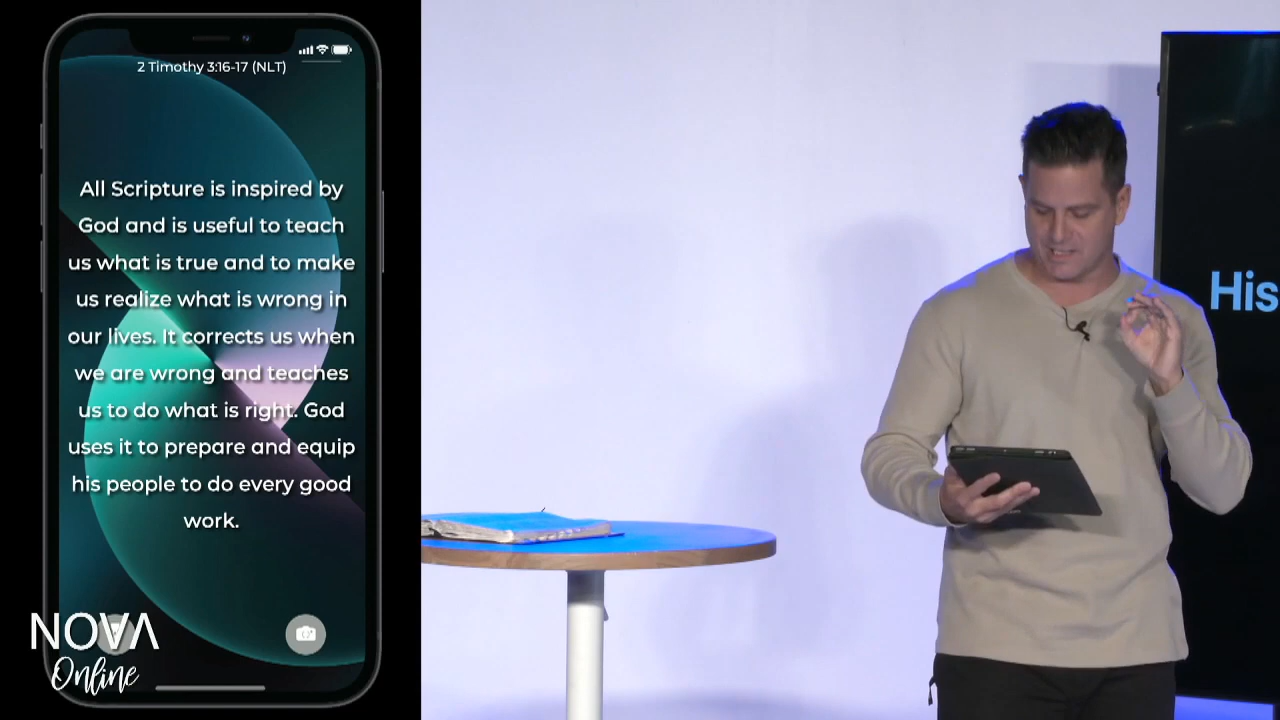 2 Timothy 3:16-17 (NLT)
All Scripture is inspired by
God and is useful to teach
us what is true and to make
us realize what is wrong in
our lives. It corrects us when
we are wrong and teaches
us to do what is right. God
uses it to prepare and equip
his people to do every good
work.
NOVA
Online
His